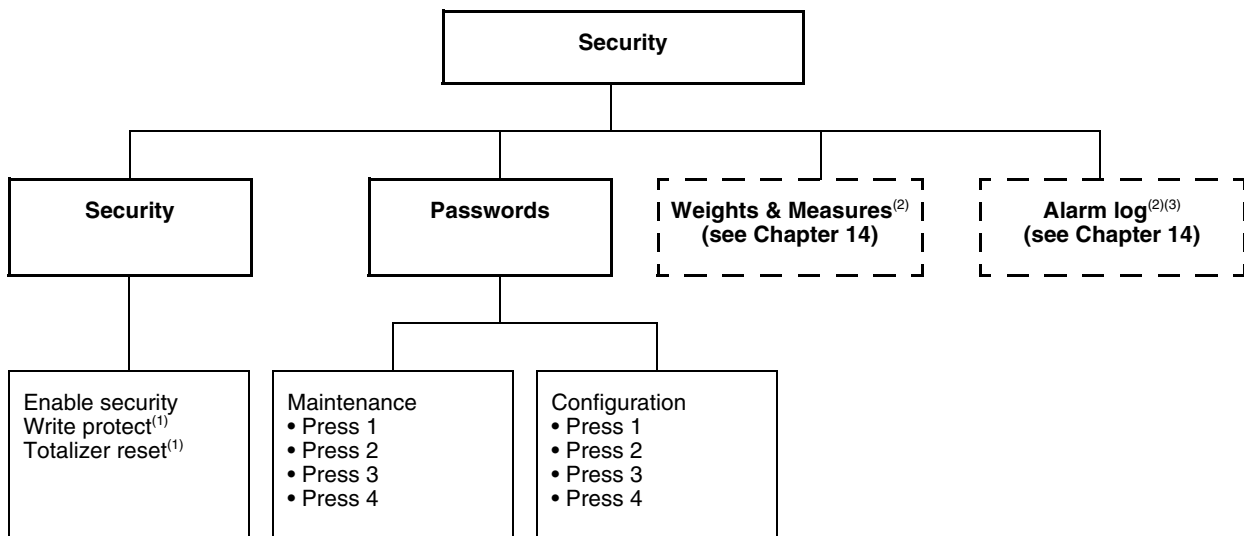 Security
Security
Passwords
Weights & Measures(2)
(see Chapter 14)
Alarm log(2)(3)
(see Chapter 14)
Enable security
Write protect(1)
Totalizer reset(1)
Maintenance
• Press 1
• Press 2
• Press 3
• Press 4
Configuration
• Press 1
• Press 2
• Press 3
• Press 4